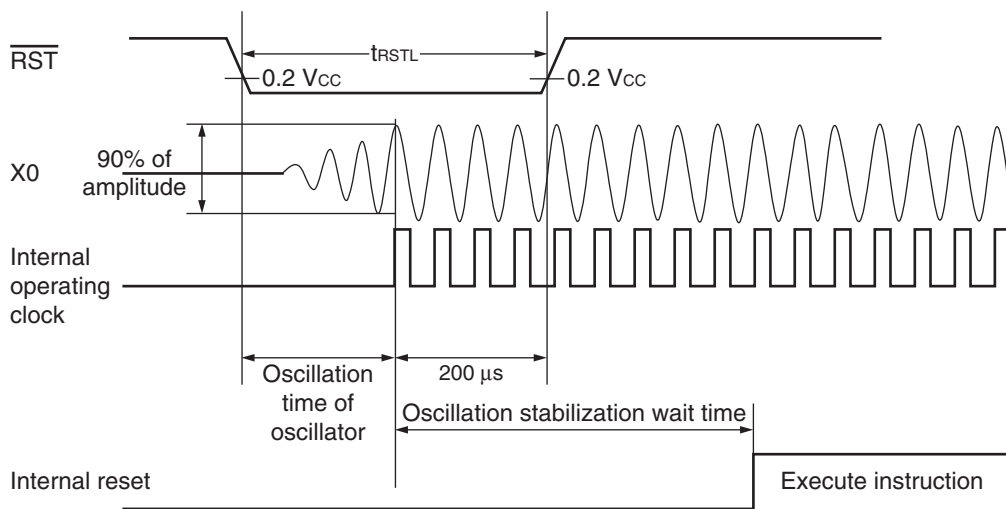 RST
tRSTL
0.2 VCC
0.2 VCC
X0
90% of
amplitude
Internal
operating
clock
Oscillation
time of
oscillator
200 μs
Oscillation stabilization wait time
Internal reset
Execute instruction